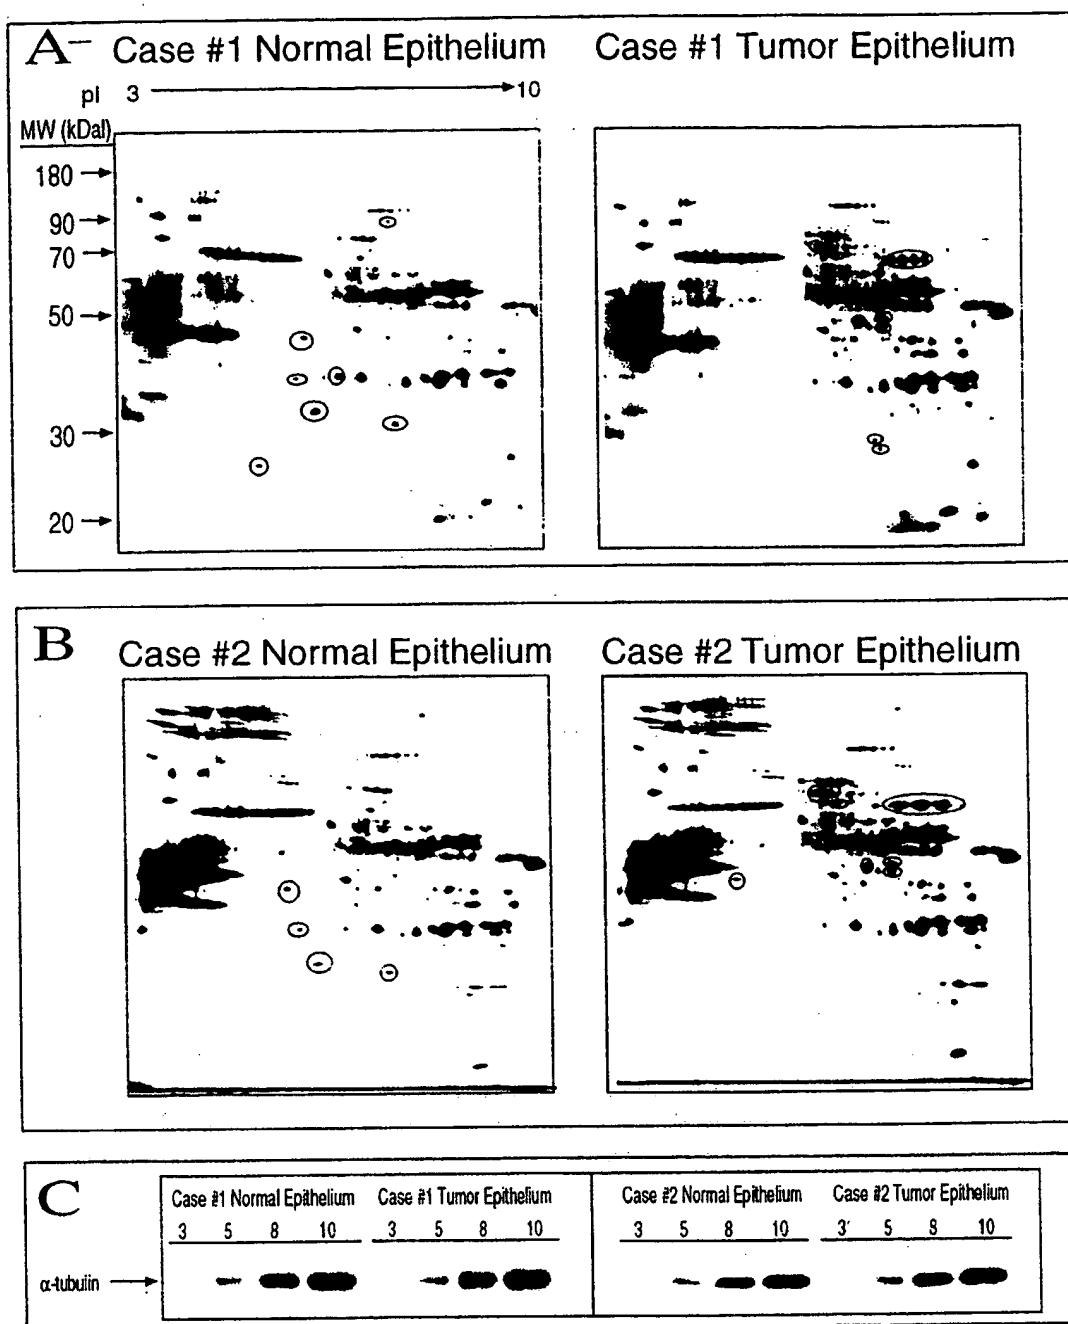 A Case #1 Normal Epithelium Case #1 Tumor Epithelium
pI 3 10
MW (kDal)
180
90
70
50
30
20
B Case #2 Normal Epithelium Case #2 Tumor Epithelium
C
Case #1 Normal Epithelium Case #1 Tumor Epithelium Case #2 Normal Epithelium Case #2 Tumor Epithelium
3 5 8 10 3 5 8 10 3 5 8 10 3 5 8 10
α-tubulin